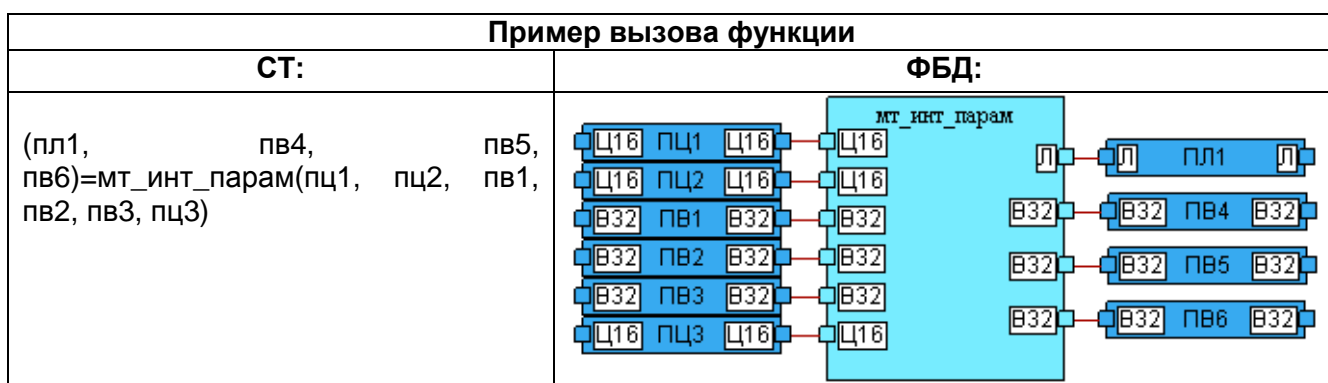 Пример вызова функции
СТ: ФБД:
(пл1, пв4, пв5,
пв6)=мт_инт_парам(пц1, пц2, пв1,
пв2, пв3, пц3)
мт_инт_парам
Ц16 ПЦ1 Ц16 Ц16
Л Л ПЛ1 Л
Ц16 ПЦ2 Ц16 Ц16
В32 ПВ1 В32 В32
В32 В32 ПВ4 В32
В32 ПВ2 В32 В32
В32 В32 ПВ5 В32
В32 ПВ3 В32 В32
В32 В32 ПВ6 В32
Ц16 ПЦ3 Ц16 Ц16